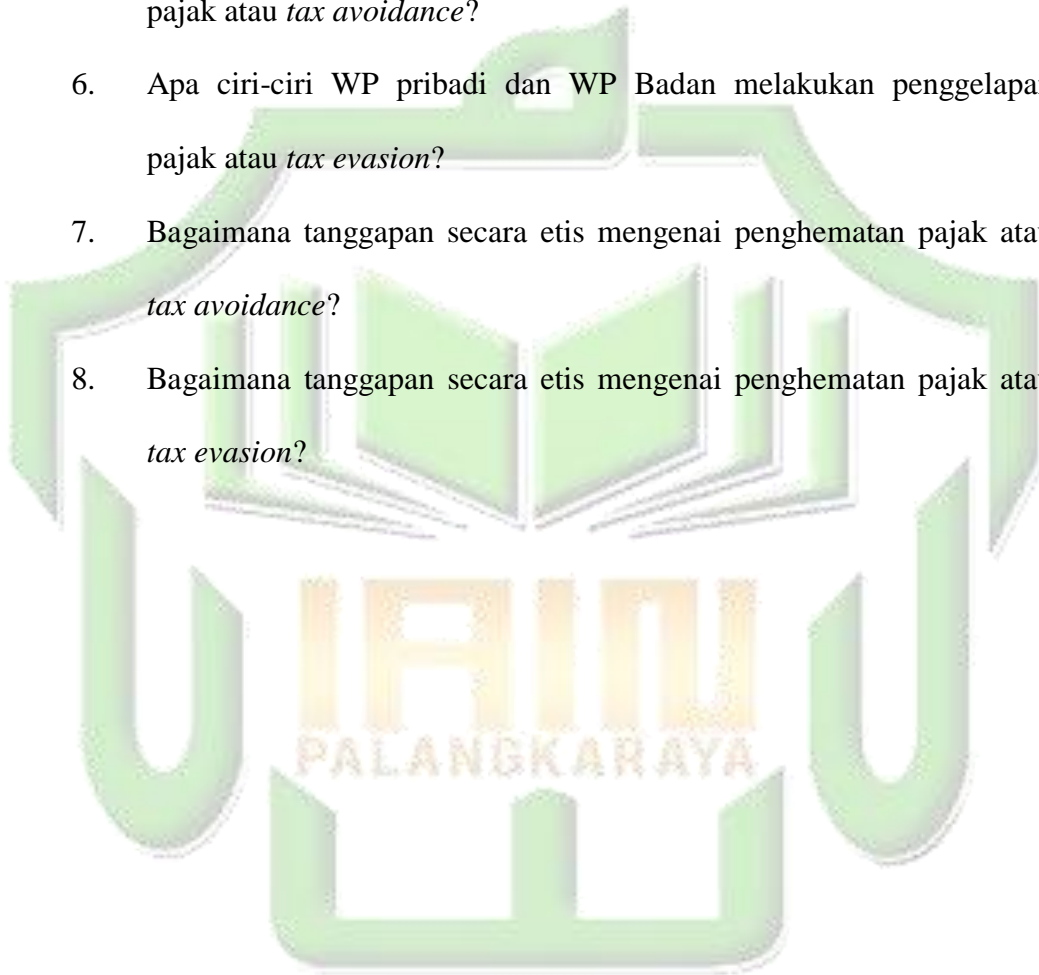 pajak atau tax avoidance?
6. Apa ciri-ciri WP pribadi dan WP Badan melakukan penggelapan
pajak atau tax evasion?
7. Bagaimana tanggapan secara etis mengenai penghematan pajak atau
tax avoidance?
8. Bagaimana tanggapan secara etis mengenai penghematan pajak atau
tax evasion?
IAIN
PALANGKARAYA